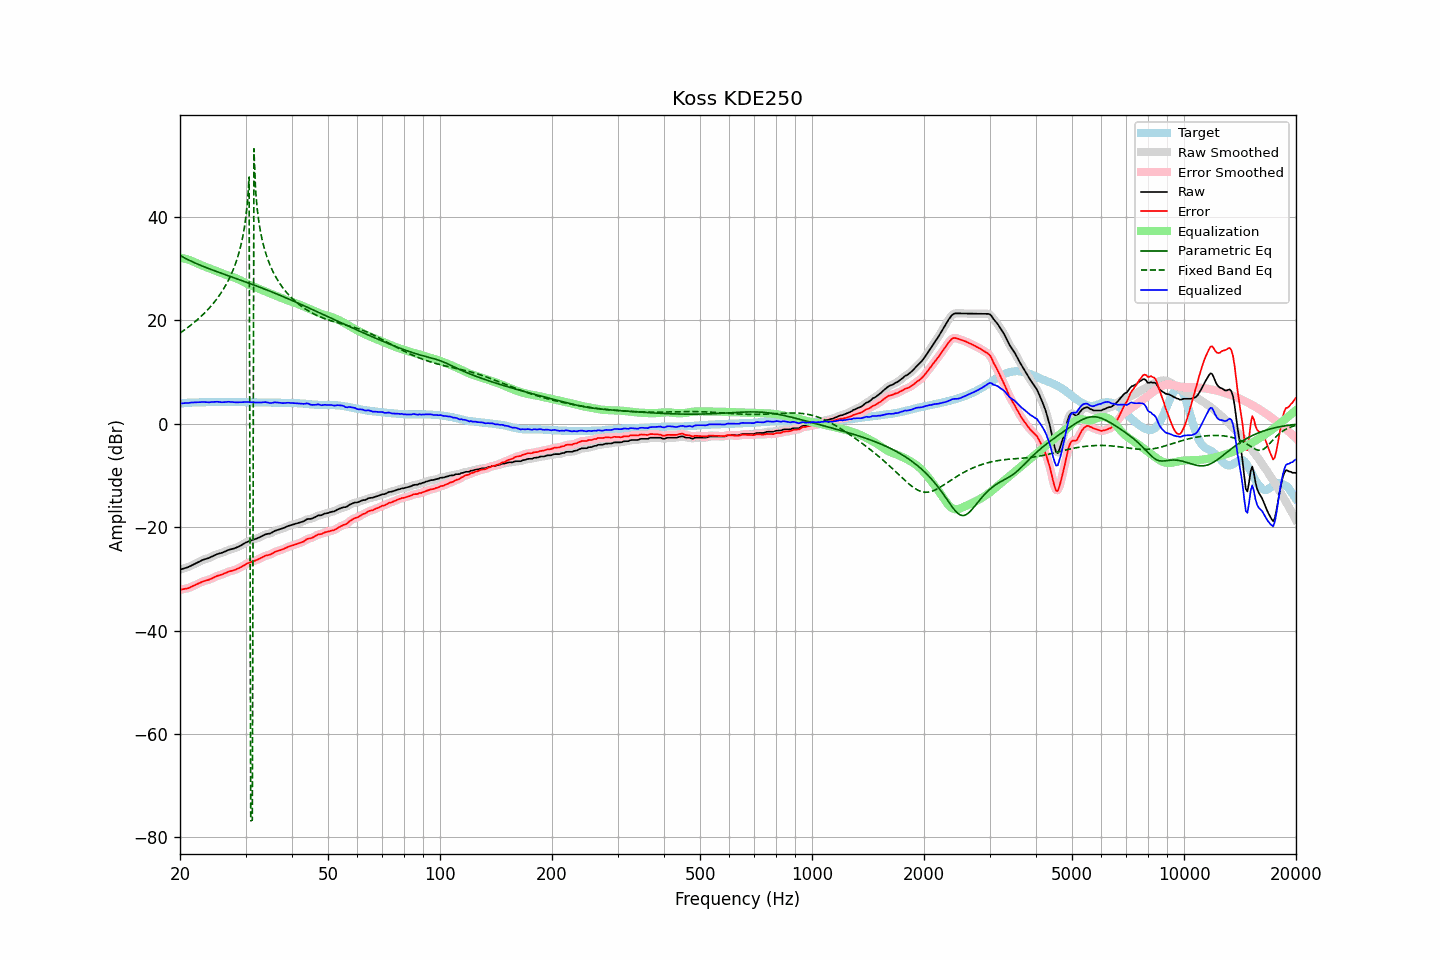 Koss KDE250
Target
Raw Smoothed
Error Smoothed
Raw
Error
Equalization
Parametric Eq
Fixed Band Eq
Equalized
Amplitude (dBr)
40
20
0
−20
−40
−60
−80
20 50 100 200 500 1000 2000 5000 10000 20000
Frequency (Hz)